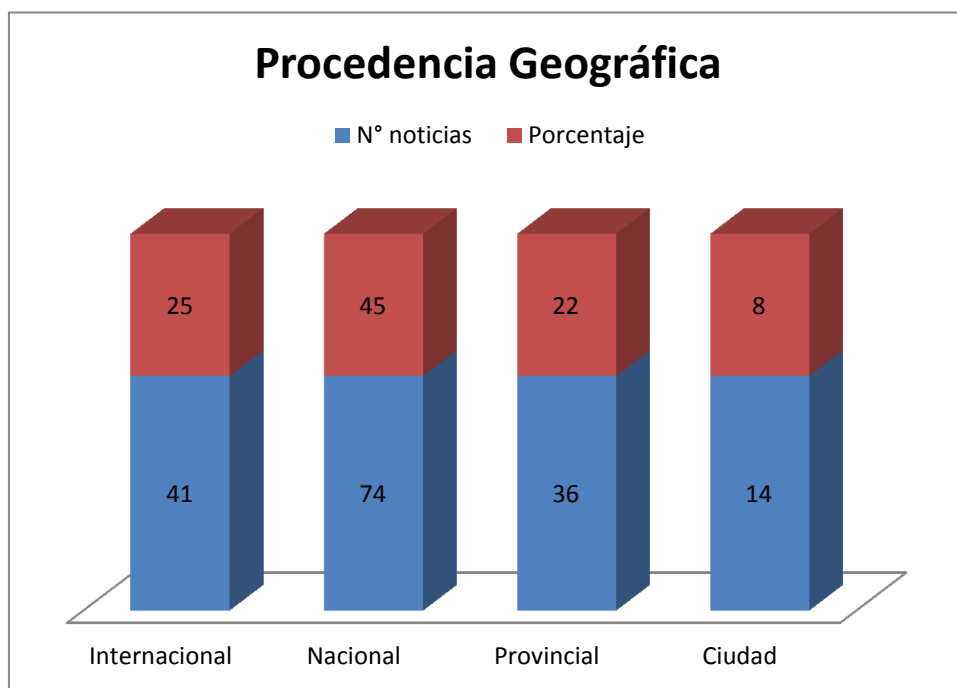 Procedencia Geográfica
N° noticias Porcentaje
25 45 22 8
41 74 36 14
Internacional Nacional Provincial Ciudad